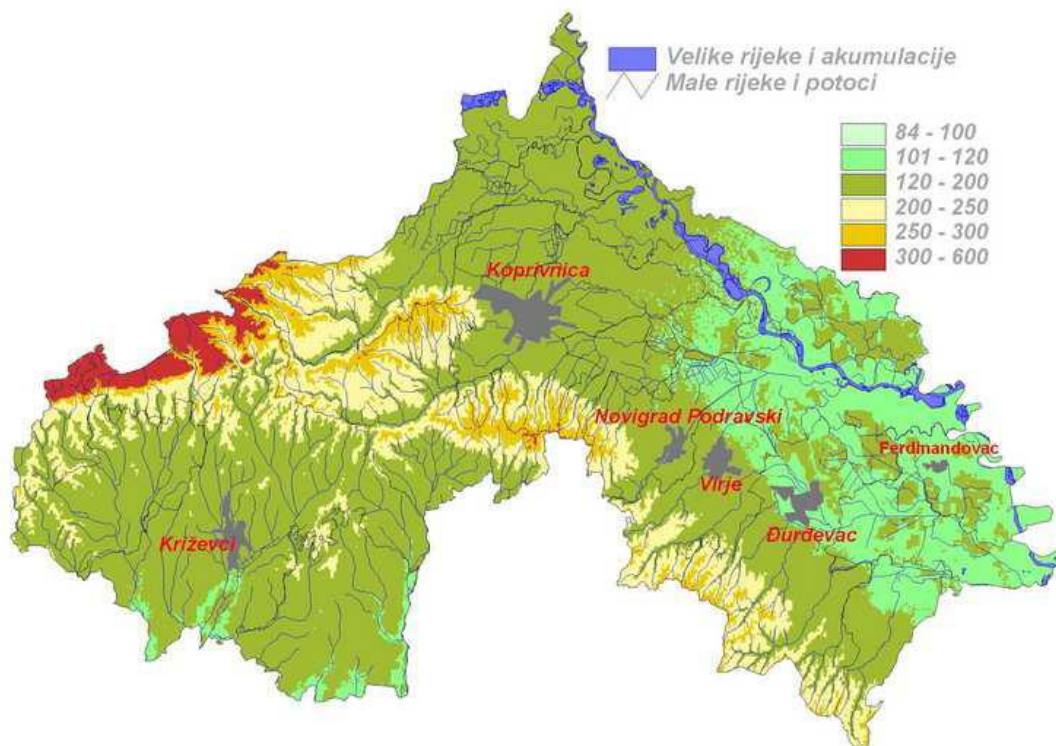 Velike rijeke i akumulacije
Male rijeke i potoci
84 - 100
101 - 120
120 - 200
200 - 250
250 - 300
300 - 600
Koprivnica
Novigrad Podravski
Ferdinandovac
Virje
Đurđevac
Križevci